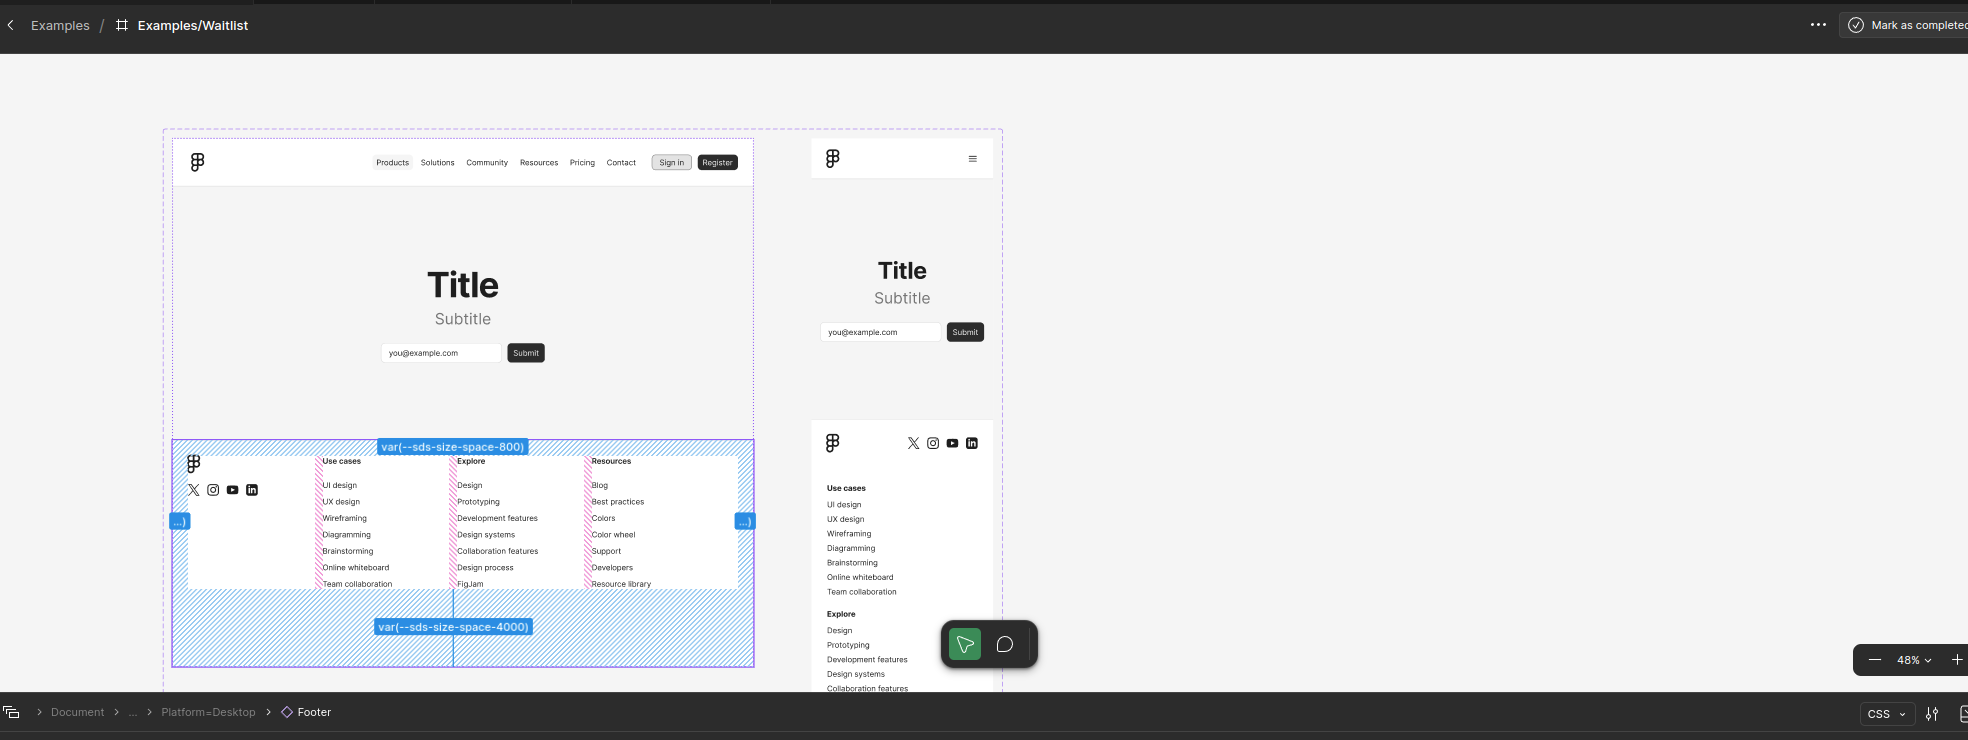 Examples / Examples/Waitlist
Mark as completed
Products Solutions Community Resources Pricing Contact Sign in Register
Title
Subtitle
you@example.com Submit
Title
Subtitle
you@example.com Submit
var(--sds-size-space-800)
Use cases
UI design
UX design
Wireframing
Diagramming
Brainstorming
Online whiteboard
Team collaboration
Explore
Design
Prototyping
Development features
Design systems
Collaboration features
Design process
FigJam
Resources
Blog
Best practices
Colors
Color wheel
Support
Developers
Resource library
...)
...)
var(--sds-size-space-4000)
Use cases
UI design
UX design
Wireframing
Diagramming
Brainstorming
Online whiteboard
Team collaboration
Explore
Design
Prototyping
Development features
Design systems
Collaboration features
48%
Document > ... > Platform=Desktop > Footer
CSS